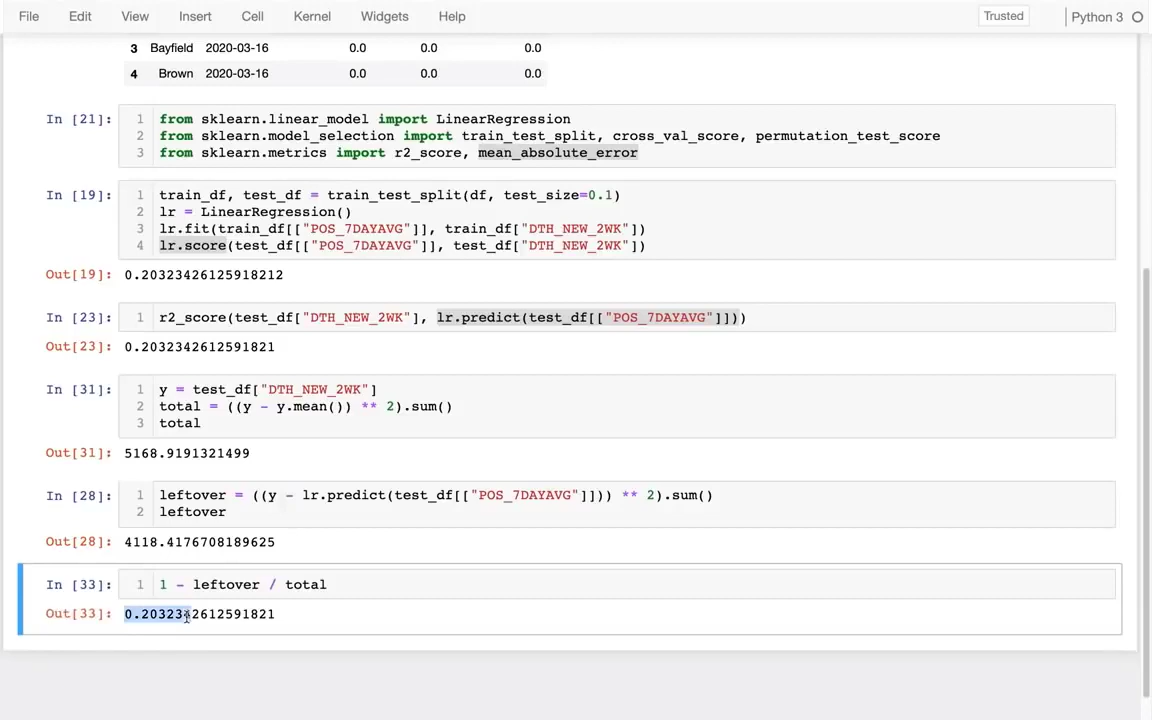 File Edit View Insert Cell Kernel Widgets Help Trusted Python 3
3 Bayfield 2020-03-16 0.0 0.0 0.0
4 Brown 2020-03-16 0.0 0.0 0.0
In [21]: 1 from sklearn.linear_model import LinearRegression
2 from sklearn.model_selection import train_test_split, cross_val_score, permutation_test_score
3 from sklearn.metrics import r2_score, mean_absolute_error
In [19]: 1 train_df, test_df = train_test_split(df, test_size=0.1)
2 lr = LinearRegression()
3 lr.fit(train_df[["POS_7DAYAVG"]], train_df["DTH_NEW_2WK"])
4 lr.score(test_df[["POS_7DAYAVG"]], test_df["DTH_NEW_2WK"])
Out[19]: 0.20323426125918212
In [23]: 1 r2_score(test_df["DTH_NEW_2WK"], lr.predict(test_df[["POS_7DAYAVG"]]))
Out[23]: 0.2032342612591821
In [31]: 1 y = test_df["DTH_NEW_2WK"]
2 total = ((y - y.mean()) ** 2).sum()
3 total
Out[31]: 5168.9191321499
In [28]: 1 leftover = ((y - lr.predict(test_df[["POS_7DAYAVG"]])) ** 2).sum()
2 leftover
Out[28]: 4118.4176708189625
In [33]: 1 1 - leftover / total
Out[33]: 0.2032342612591821